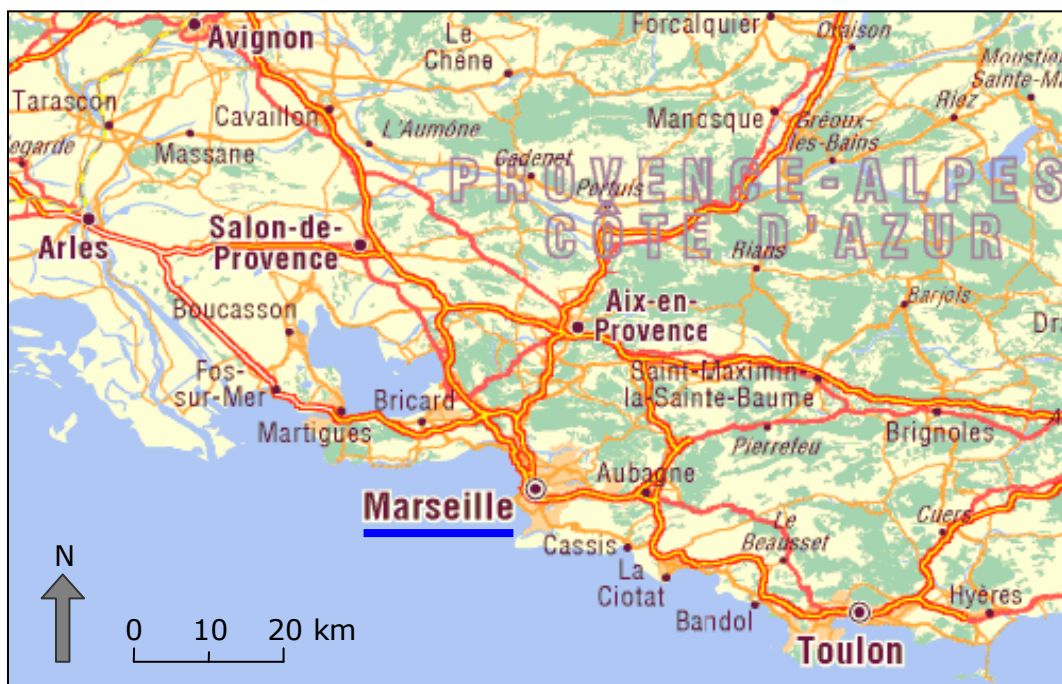 Avignon
Le
Chêne
Forcalquier
Oraison
Moustier
Sainte-Ma
Tarascon
Cavaillon
Manosque
Riez
Gréoux-
les-Bains
L'Aumône
Massane
egarde
Cadenet
Pertuis
PROVENCE-ALPES
CÔTE D'AZUR
Arles
Salon-de-
Provence
Rians
Boucasson
Aix-en-
Provence
Barjols
Dr
Fos-
sur-Mer
Bricard
Saint-Maximin-
la-Sainte-Baume
Martigues
Pierrefeu
Brignoles
A
Aubagne
Marseille
Le
Beausset
Cuers
Cassis
La
Ciotat
Bandol
Hyères
Toulon
N
0 10 20 km